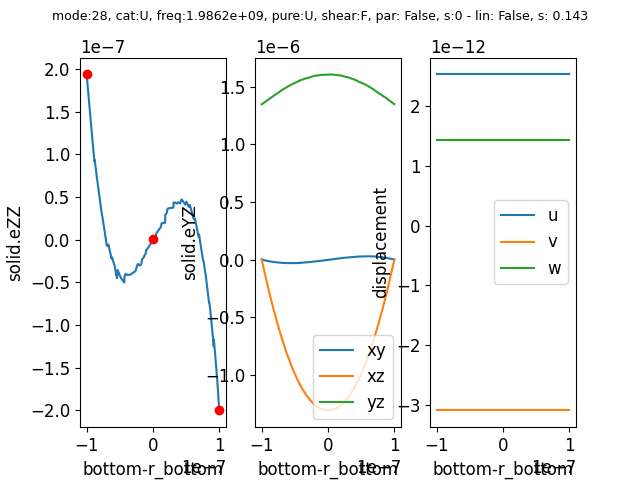 mode:28, cat:U, freq:1.9862e+09, pure:U, shear:F, par: False, s:0 - lin: False, s: 0.143
1e−7
2.0
1.5
1.0
0.5
0.0
−0.5
−1.0
−1.5
−2.0
solid.eZZ
−1
0
1
1e−7
bottom-r_bottom
1e−6
1.5
1.0
0.5
0.0
−0.5
−1.0
solid.eYZ
xy
xz
yz
−1
0
1
1e−7
bottom-r_bottom
1e−12
2
1
0
−1
−2
−3
displacement
u
v
w
−1
0
1
1e−7
bottom-r_bottom